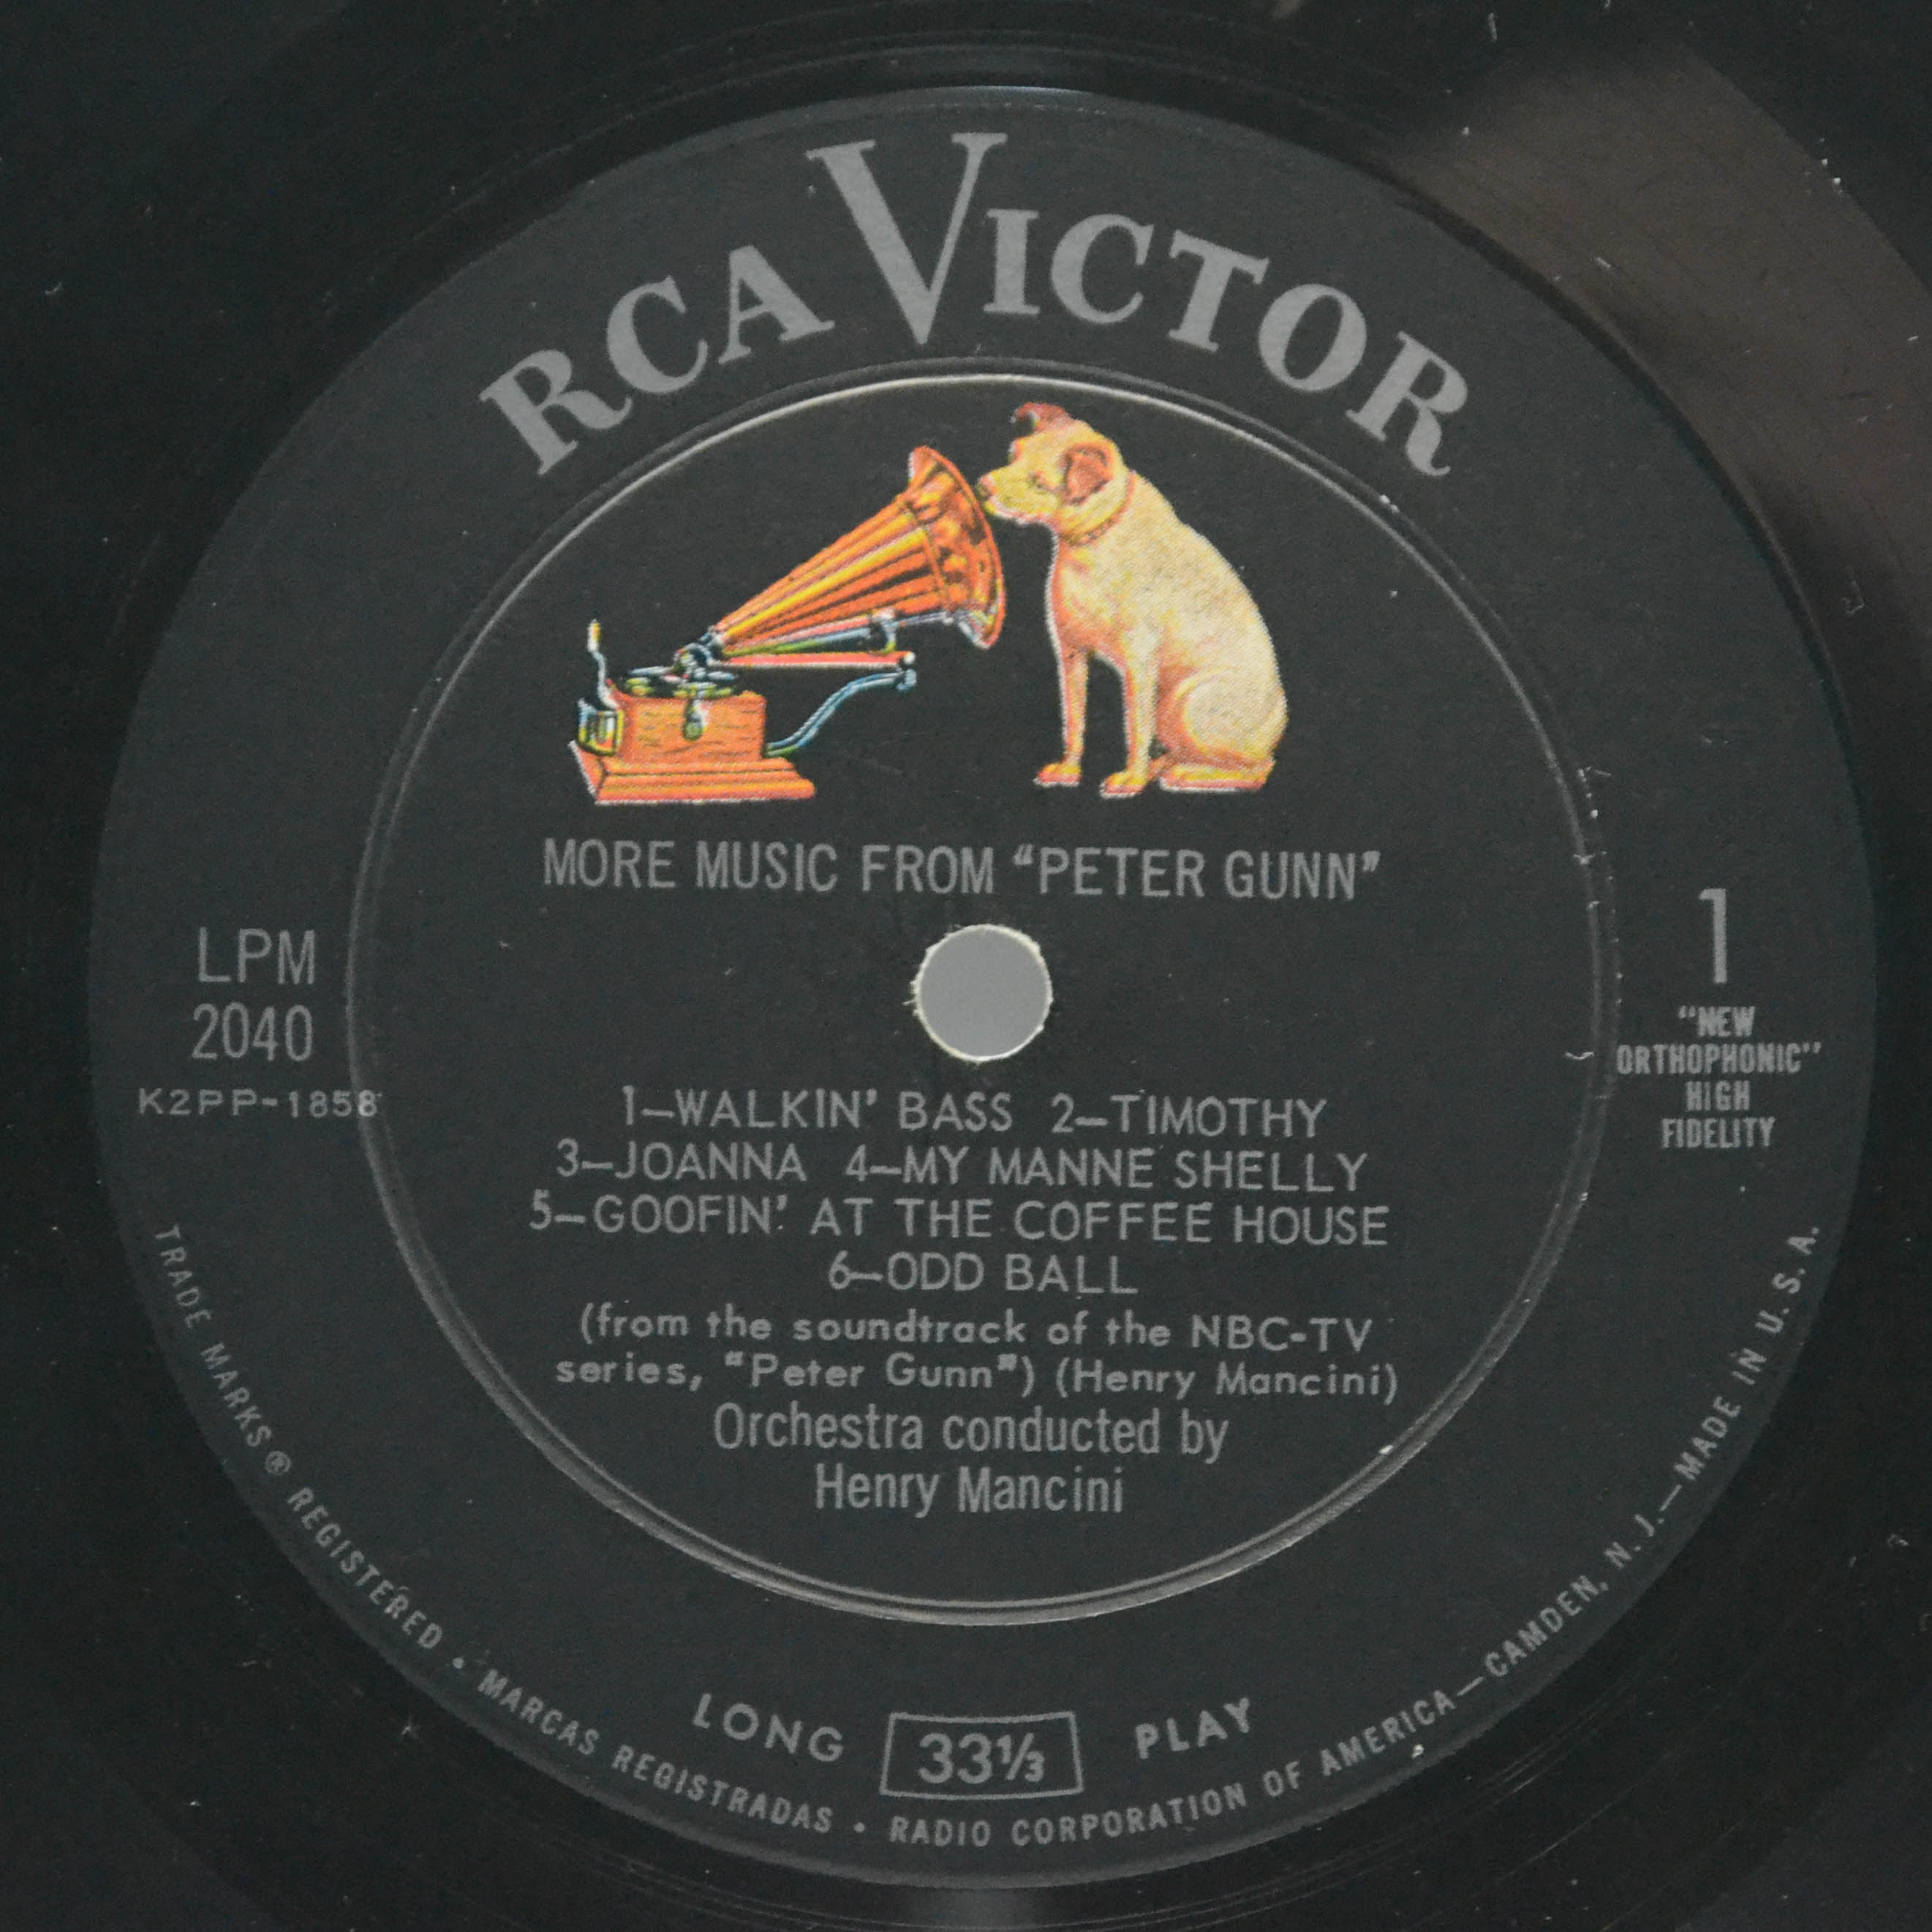 RCA VICTOR
MORE MUSIC FROM “PETER GUNN”
LPM
2040
K2PP-1858
1
“NEW
ORTHOPHONIC”
HIGH
FIDELITY
1—WALKIN’ BASS 2—TIMOTHY
3—JOANNA 4—MY MANNE SHELLY
5—GOOFIN’ AT THE COFFEE HOUSE
6—ODD BALL
(from the soundtrack of the NBC-TV
series, "Peter Gunn") (Henry Mancini)
Orchestra conducted by
Henry Mancini
LONG 33⅓ PLAY
TRADE MARKS ® REGISTERED • MARCAS REGISTRADAS • RADIO CORPORATION OF AMERICA—CAMDEN, N. J.—MADE IN U. S. A.